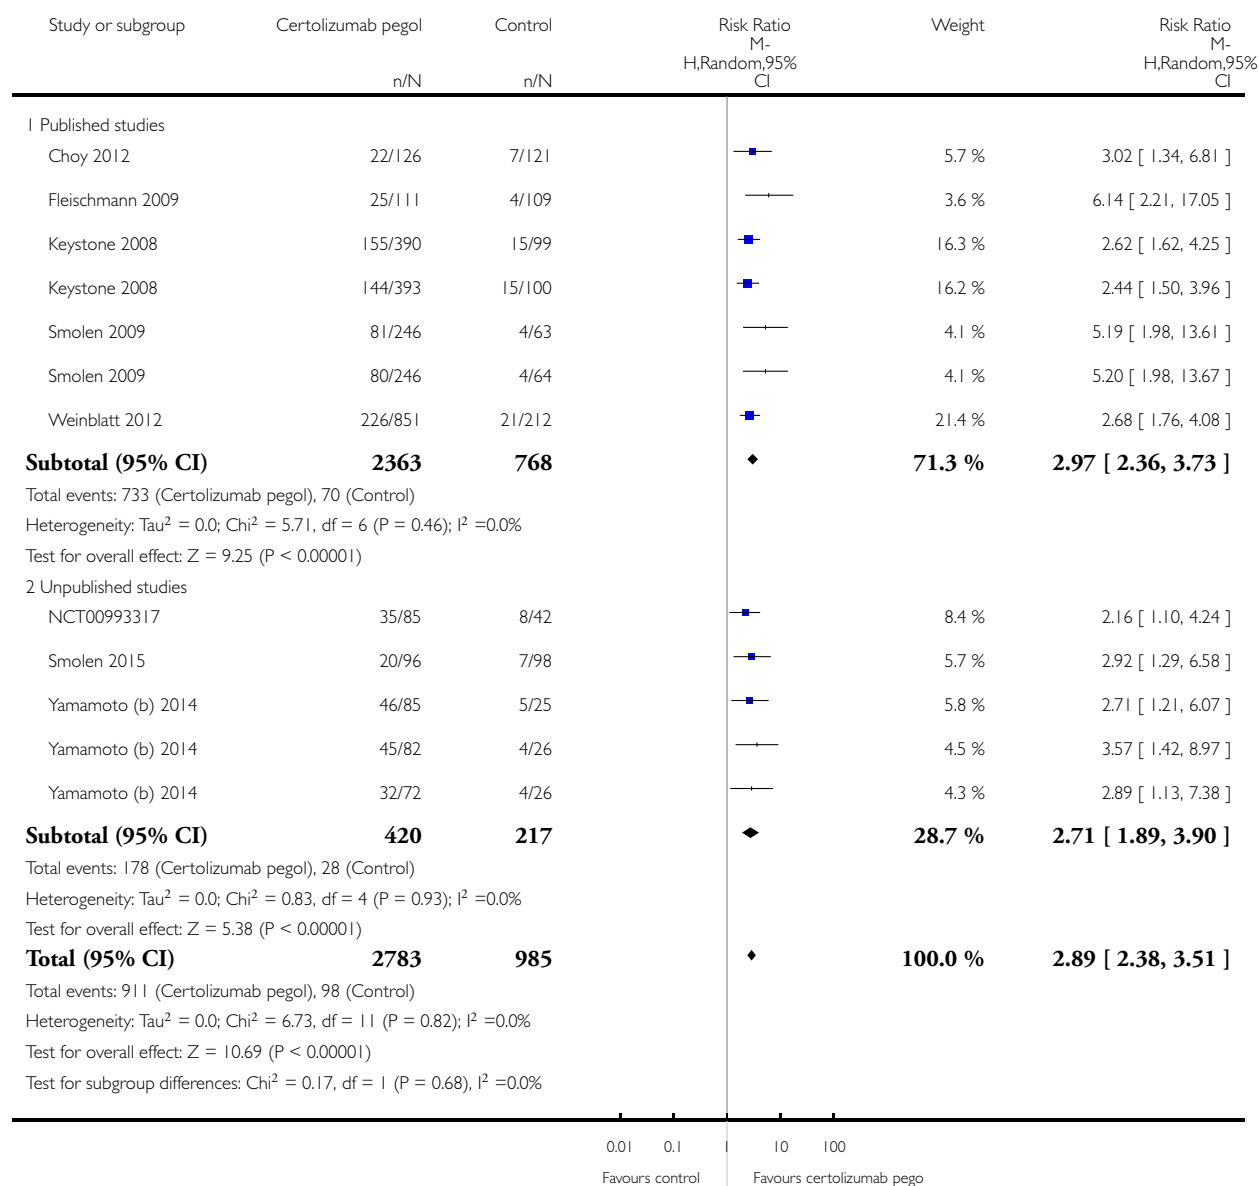 Study or subgroup Certolizumab pegol Control Risk Ratio Weight Risk Ratio
M- M-
H,Random,95% H,Random,95%
n/N n/N CI CI
1 Published studies
Choy 2012 22/126 7/121 5.7 % 3.02 [ 1.34, 6.81 ]
Fleischmann 2009 25/111 4/109 3.6 % 6.14 [ 2.21, 17.05 ]
Keystone 2008 155/390 15/99 16.3 % 2.62 [ 1.62, 4.25 ]
Keystone 2008 144/393 15/100 16.2 % 2.44 [ 1.50, 3.96 ]
Smolen 2009 81/246 4/63 4.1 % 5.19 [ 1.98, 13.61 ]
Smolen 2009 80/246 4/64 4.1 % 5.20 [ 1.98, 13.67 ]
Weinblatt 2012 226/851 21/212 21.4 % 2.68 [ 1.76, 4.08 ]
Subtotal (95% CI) 2363 768 71.3 % 2.97 [ 2.36, 3.73 ]
Total events: 733 (Certolizumab pegol), 70 (Control)
Heterogeneity: Tau² = 0.0; Chi² = 5.71, df = 6 (P = 0.46); I² =0.0%
Test for overall effect: Z = 9.25 (P < 0.00001)
2 Unpublished studies
NCT00993317 35/85 8/42 8.4 % 2.16 [ 1.10, 4.24 ]
Smolen 2015 20/96 7/98 5.7 % 2.92 [ 1.29, 6.58 ]
Yamamoto (b) 2014 46/85 5/25 5.8 % 2.71 [ 1.21, 6.07 ]
Yamamoto (b) 2014 45/82 4/26 4.5 % 3.57 [ 1.42, 8.97 ]
Yamamoto (b) 2014 32/72 4/26 4.3 % 2.89 [ 1.13, 7.38 ]
Subtotal (95% CI) 420 217 28.7 % 2.71 [ 1.89, 3.90 ]
Total events: 178 (Certolizumab pegol), 28 (Control)
Heterogeneity: Tau² = 0.0; Chi² = 0.83, df = 4 (P = 0.93); I² =0.0%
Test for overall effect: Z = 5.38 (P < 0.00001)
Total (95% CI) 2783 985 100.0 % 2.89 [ 2.38, 3.51 ]
Total events: 911 (Certolizumab pegol), 98 (Control)
Heterogeneity: Tau² = 0.0; Chi² = 6.73, df = 11 (P = 0.82); I² =0.0%
Test for overall effect: Z = 10.69 (P < 0.00001)
Test for subgroup differences: Chi² = 0.17, df = 1 (P = 0.68), I² =0.0%
0.01 0.1 1 10 100
Favours control Favours certolizumab pego